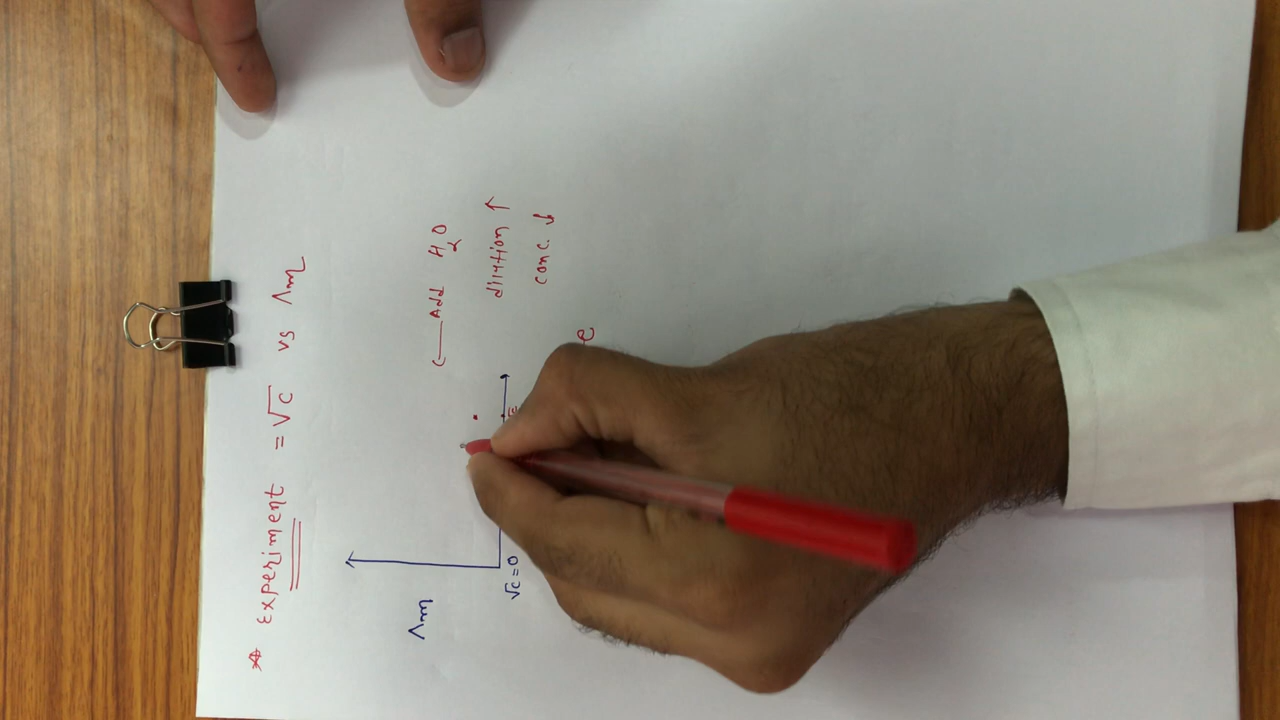 * Experiment = √C vs Λm
← Add H2O
dilution ↑
conc. ↓
Λm
√C = 0